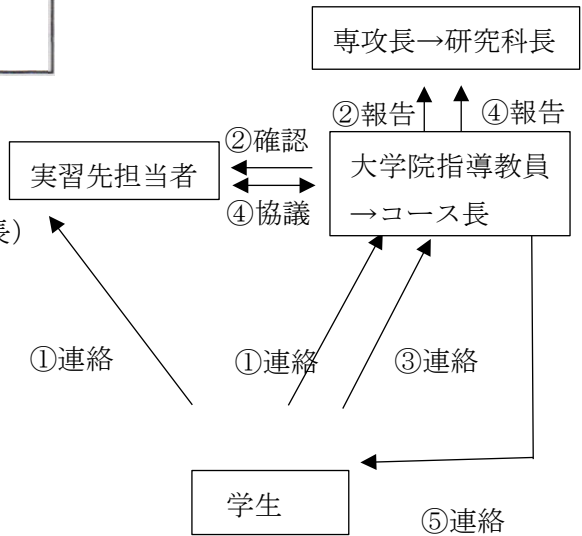 専攻長→研究科長
②報告
④報告
②確認
実習先担当者
④協議
大学院指導教員
→コース長
長）
①連絡
①連絡
③連絡
学生
⑤連絡